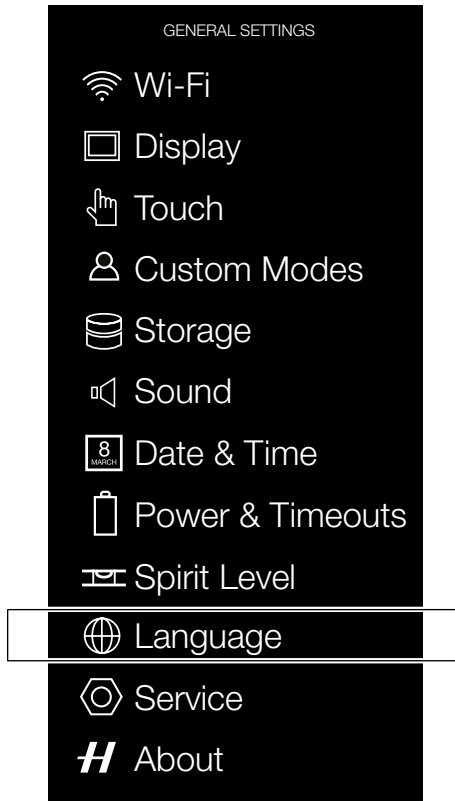 GENERAL SETTINGS
Wi-Fi
Display
Touch
Custom Modes
Storage
Sound
8
MARCH
Date & Time
Power & Timeouts
Spirit Level
Language
Service
H About